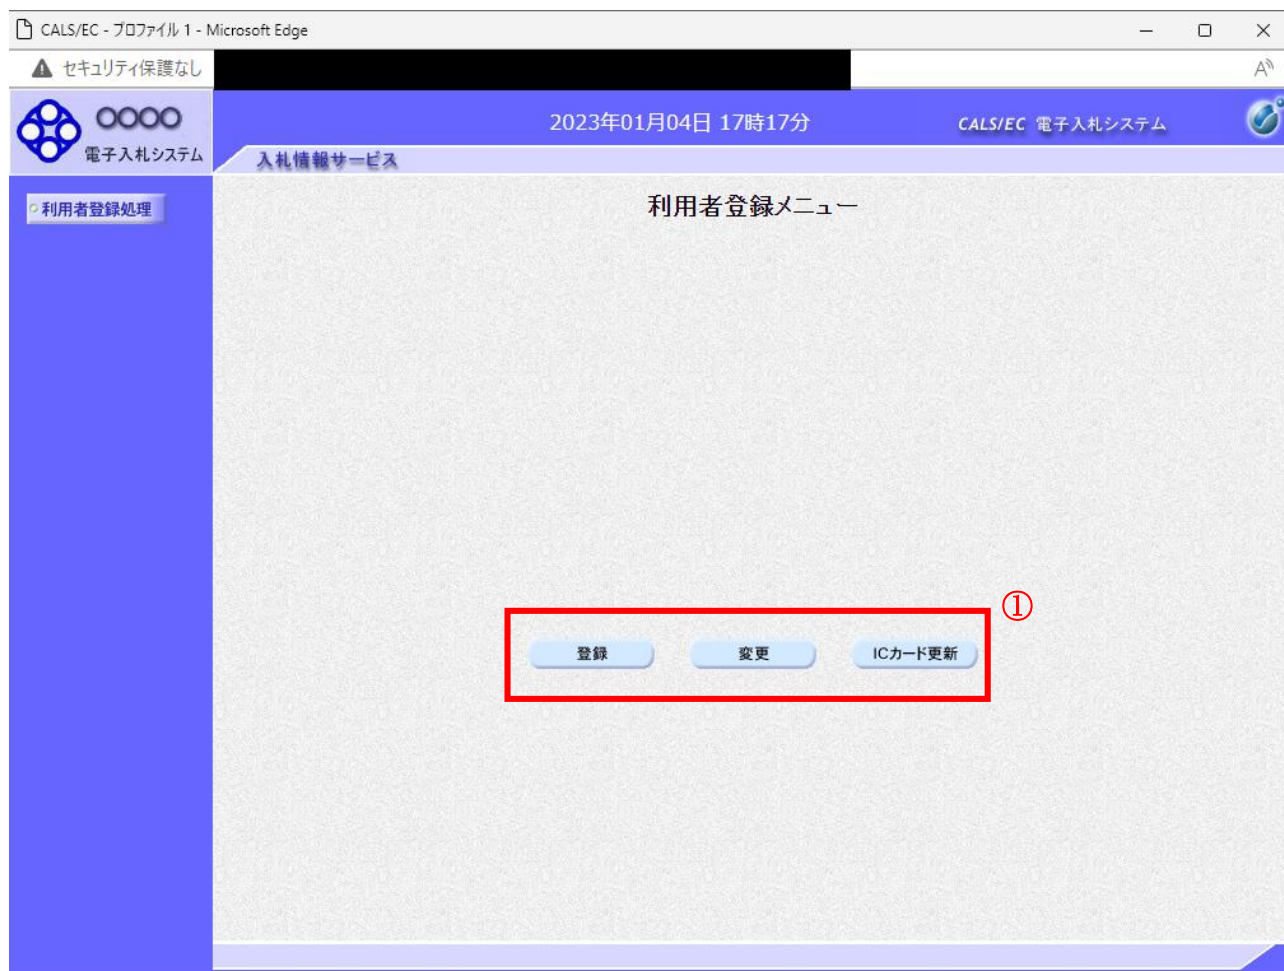 CALS/EC - プロファイル 1 - Microsoft Edge
セキュリティ保護なし
○○○○
電子入札システム
2023年01月04日 17時17分
CALS/EC 電子入札システム
入札情報サービス
利用者登録処理
利用者登録メニュー
①
登録
変更
ICカード更新